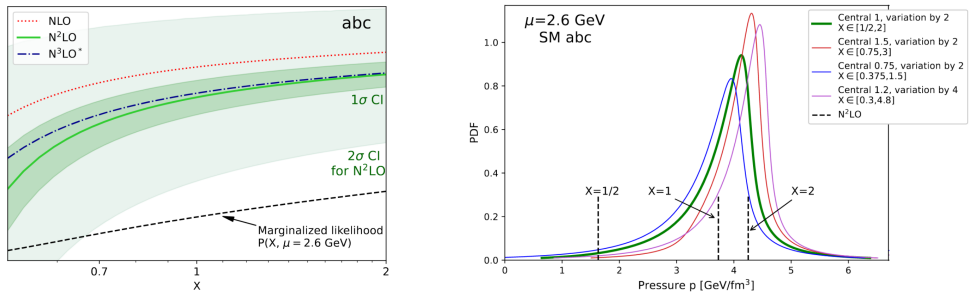 abc
NLO
N²LO
N³LO*
1σ CI
2σ CI
for N²LO
Marginalized likelihood
P(X, μ = 2.6 GeV)
0.7
1
2
X
μ=2.6 GeV
SM abc
Central 1, variation by 2
X ∈ [1/2,2]
Central 1.5, variation by 2
X ∈ [0.75,3]
Central 0.75, variation by 2
X ∈ [0.375,1.5]
Central 1.2, variation by 4
X ∈ [0.3,4.8]
N²LO
X=1/2
X=1
X=2
PDF
1.0
0.8
0.6
0.4
0.2
0.0
0
1
2
3
4
5
6
Pressure p [GeV/fm³]